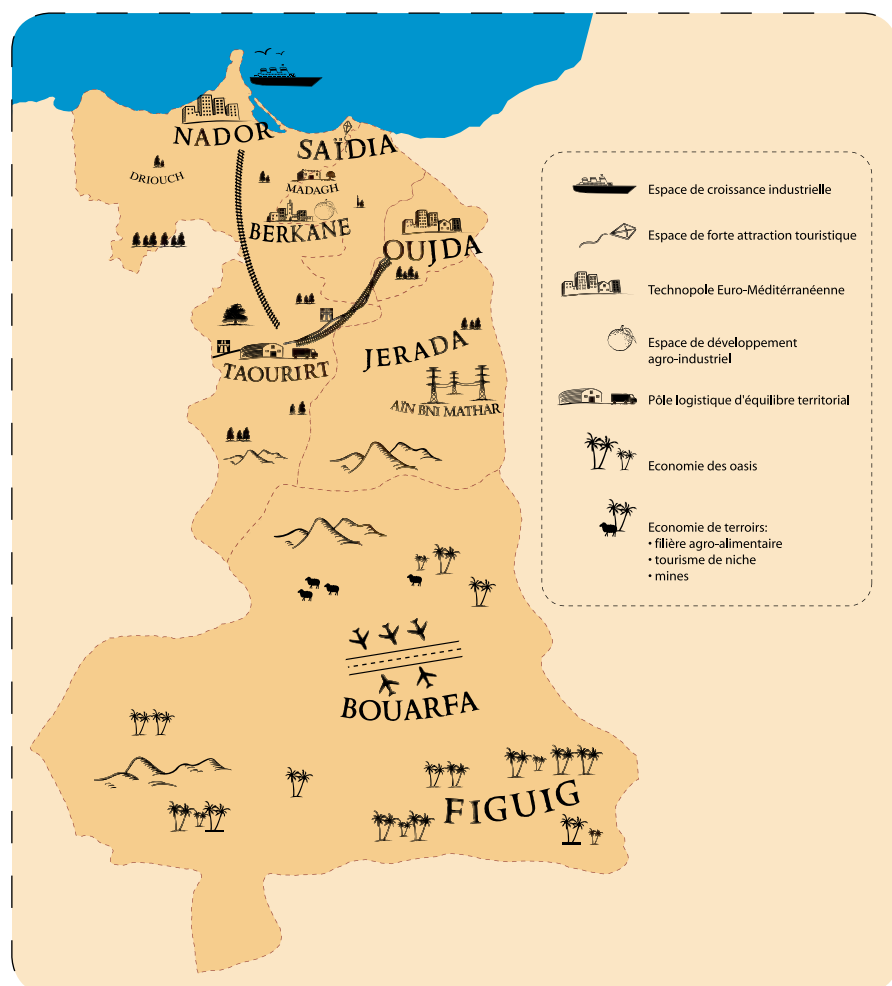 NADOR
SAÏDIA
DRIOUCH
MADAGH
BERKANE
OUJDA
TAOURIRT
JERADA
AÏN BNI MATHAR
BOUARFA
FIGUIG
Espace de croissance industrielle
Espace de forte attraction touristique
Technopole Euro-Méditérranéenne
Espace de développement
agro-industriel
Pôle logistique d'équilibre territorial
Economie des oasis
Economie de terroirs:
• filière agro-alimentaire
• tourisme de niche
• mines